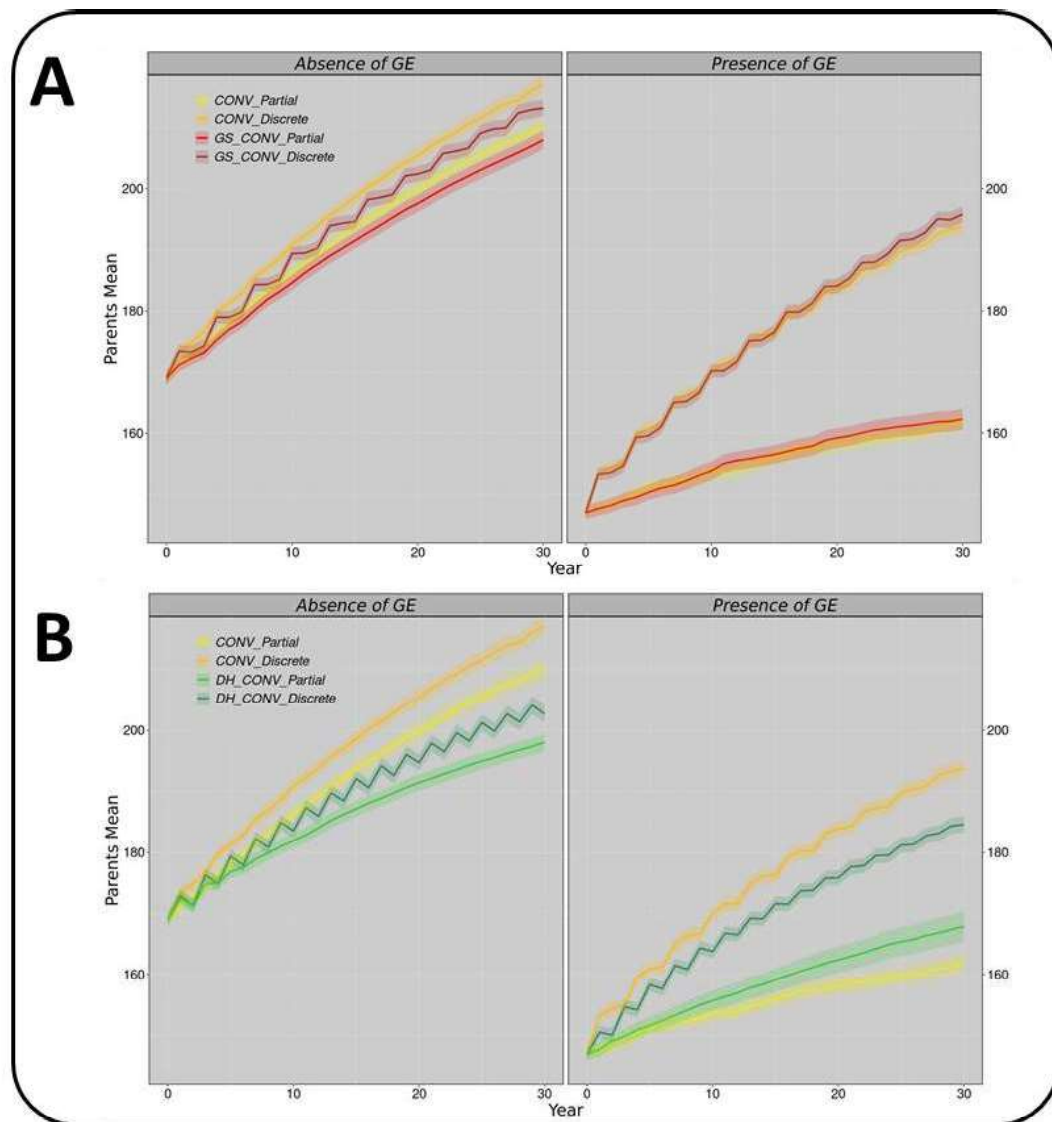 A
Absence of GE
Presence of GE
CONV_Partial
CONV_Discrete
GS_CONV_Partial
GS_CONV_Discrete
Parents Mean
200
180
160
200
180
160
0
10
20
30
0
10
20
30
Year
B
Absence of GE
Presence of GE
CONV_Partial
CONV_Discrete
DH_CONV_Partial
DH_CONV_Discrete
Parents Mean
200
180
160
200
180
160
0
10
20
30
0
10
20
30
Year